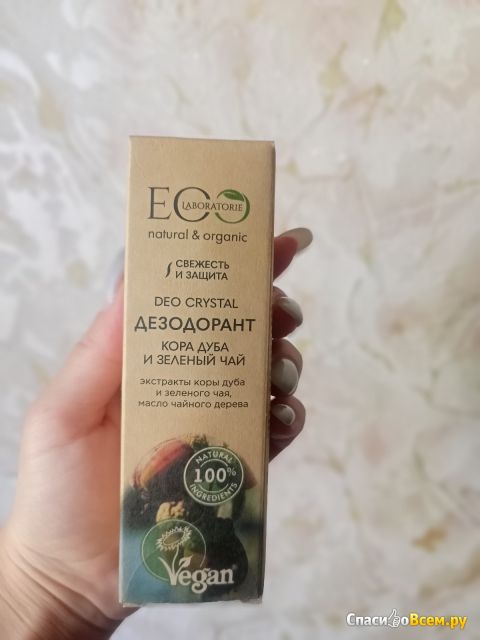 ECO
LABORATORIE
natural & organic
СВЕЖЕСТЬ
И ЗАЩИТА
DEO CRYSTAL
ДЕЗОДОРАНТ
КОРА ДУБА
И ЗЕЛЕНЫЙ ЧАЙ
экстракты коры дуба
и зеленого чая,
масло чайного дерева
NATURAL
100%
INGREDIENTS
Vegan
СпасибоВсем.ру